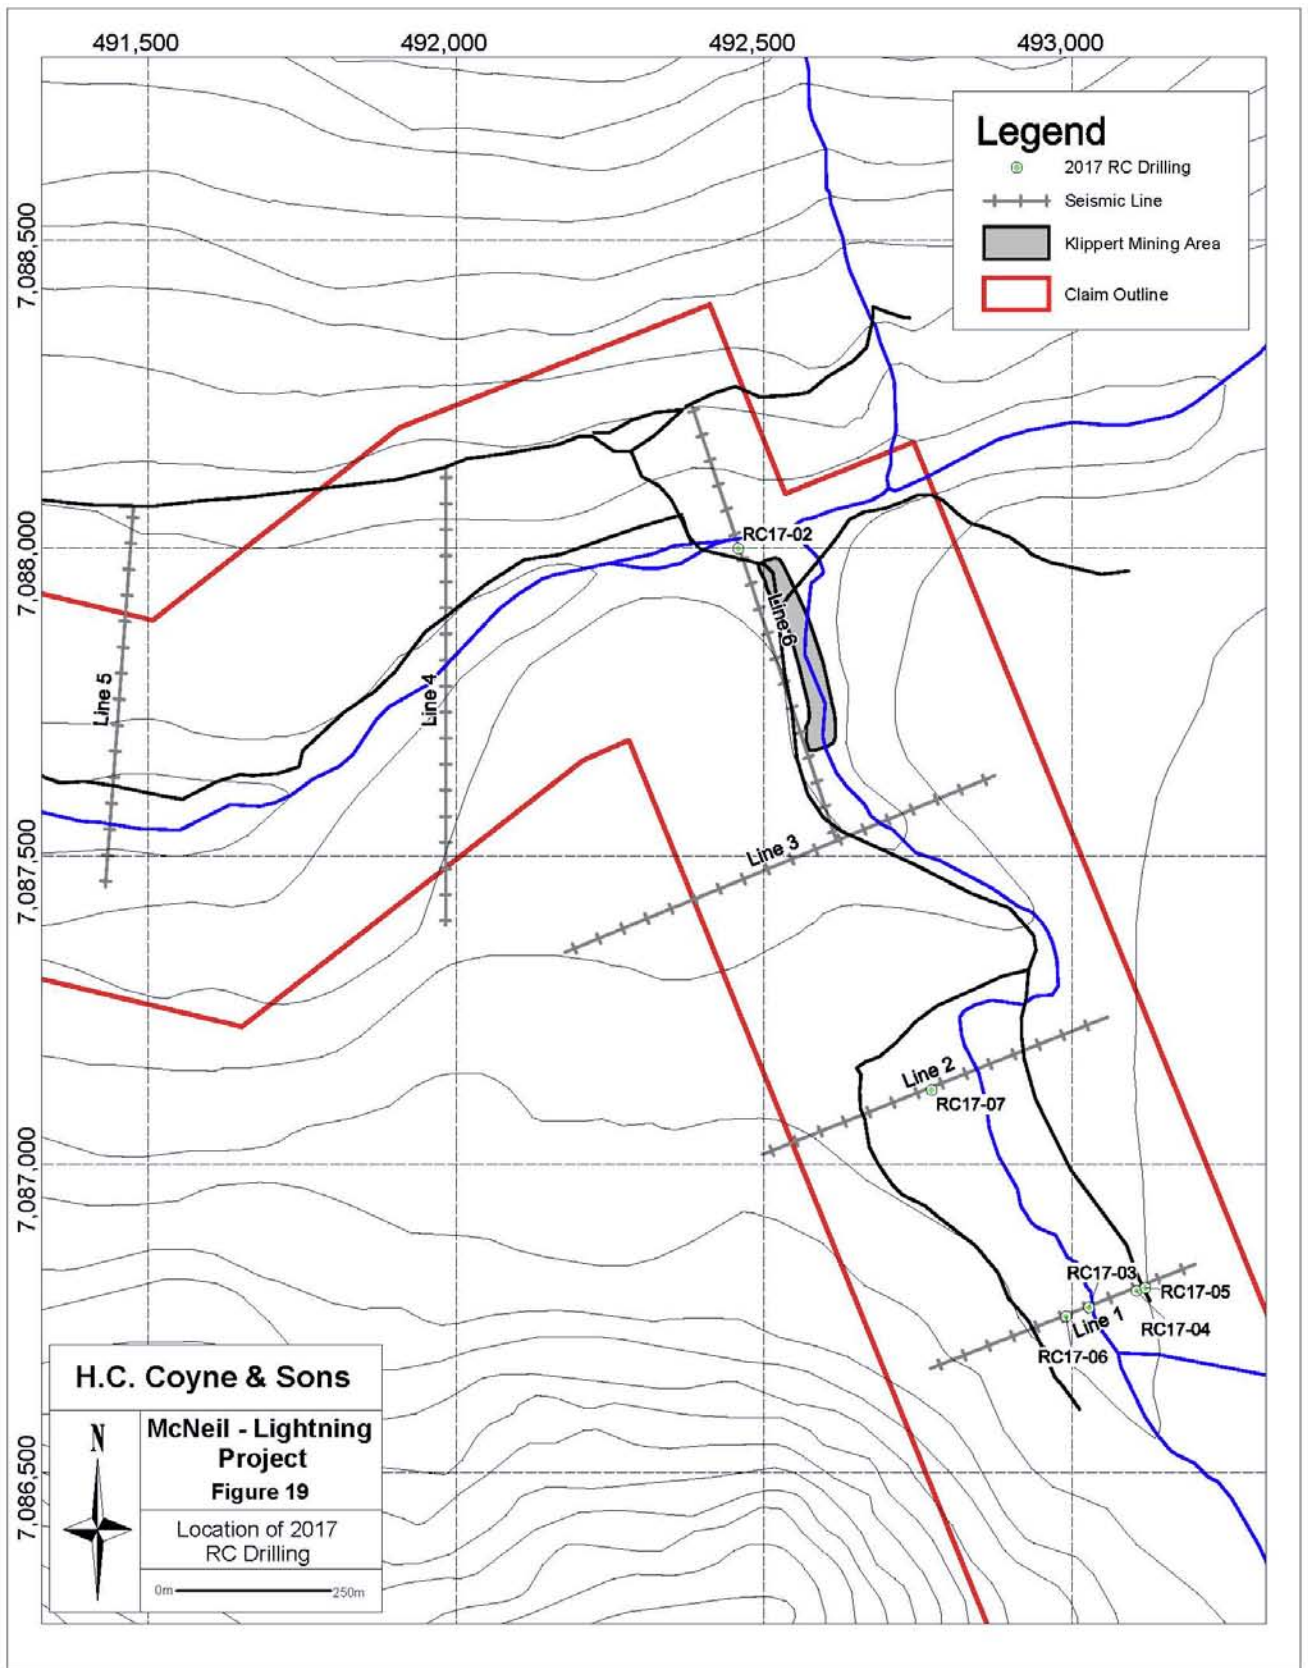 491,500
492,000
492,500
493,000
7,088,500
7,088,000
7,087,500
7,087,000
7,086,500
Legend
2017 RC Drilling
Seismic Line
Klippert Mining Area
Claim Outline
RC17-02
Line 6
Line 5
Line 4
Line 3
Line 2
RC17-07
RC17-03
RC17-05
Line 1
RC17-04
RC17-06
H.C. Coyne & Sons
N
McNeil - Lightning
Project
Figure 19
Location of 2017
RC Drilling
0m
250m